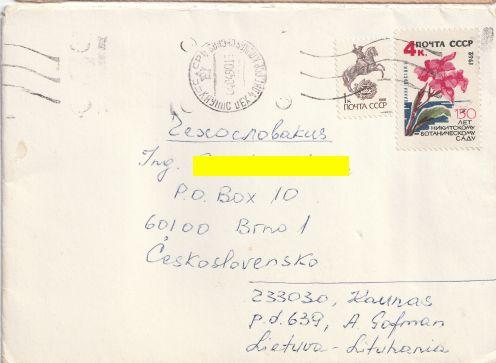 1к
ПОЧТА СССР
4к. ПОЧТА СССР
1962
150
ЛЕТ
НИКИТСКОМУ
БОТАНИЧЕСКОМУ
САДУ
Чехословакия
Ing.
P.O. Box 10
60100 Brno 1
Československo
233030, Kaunas
p.d. 639, A. Gofman
Lietuva - Lithuania